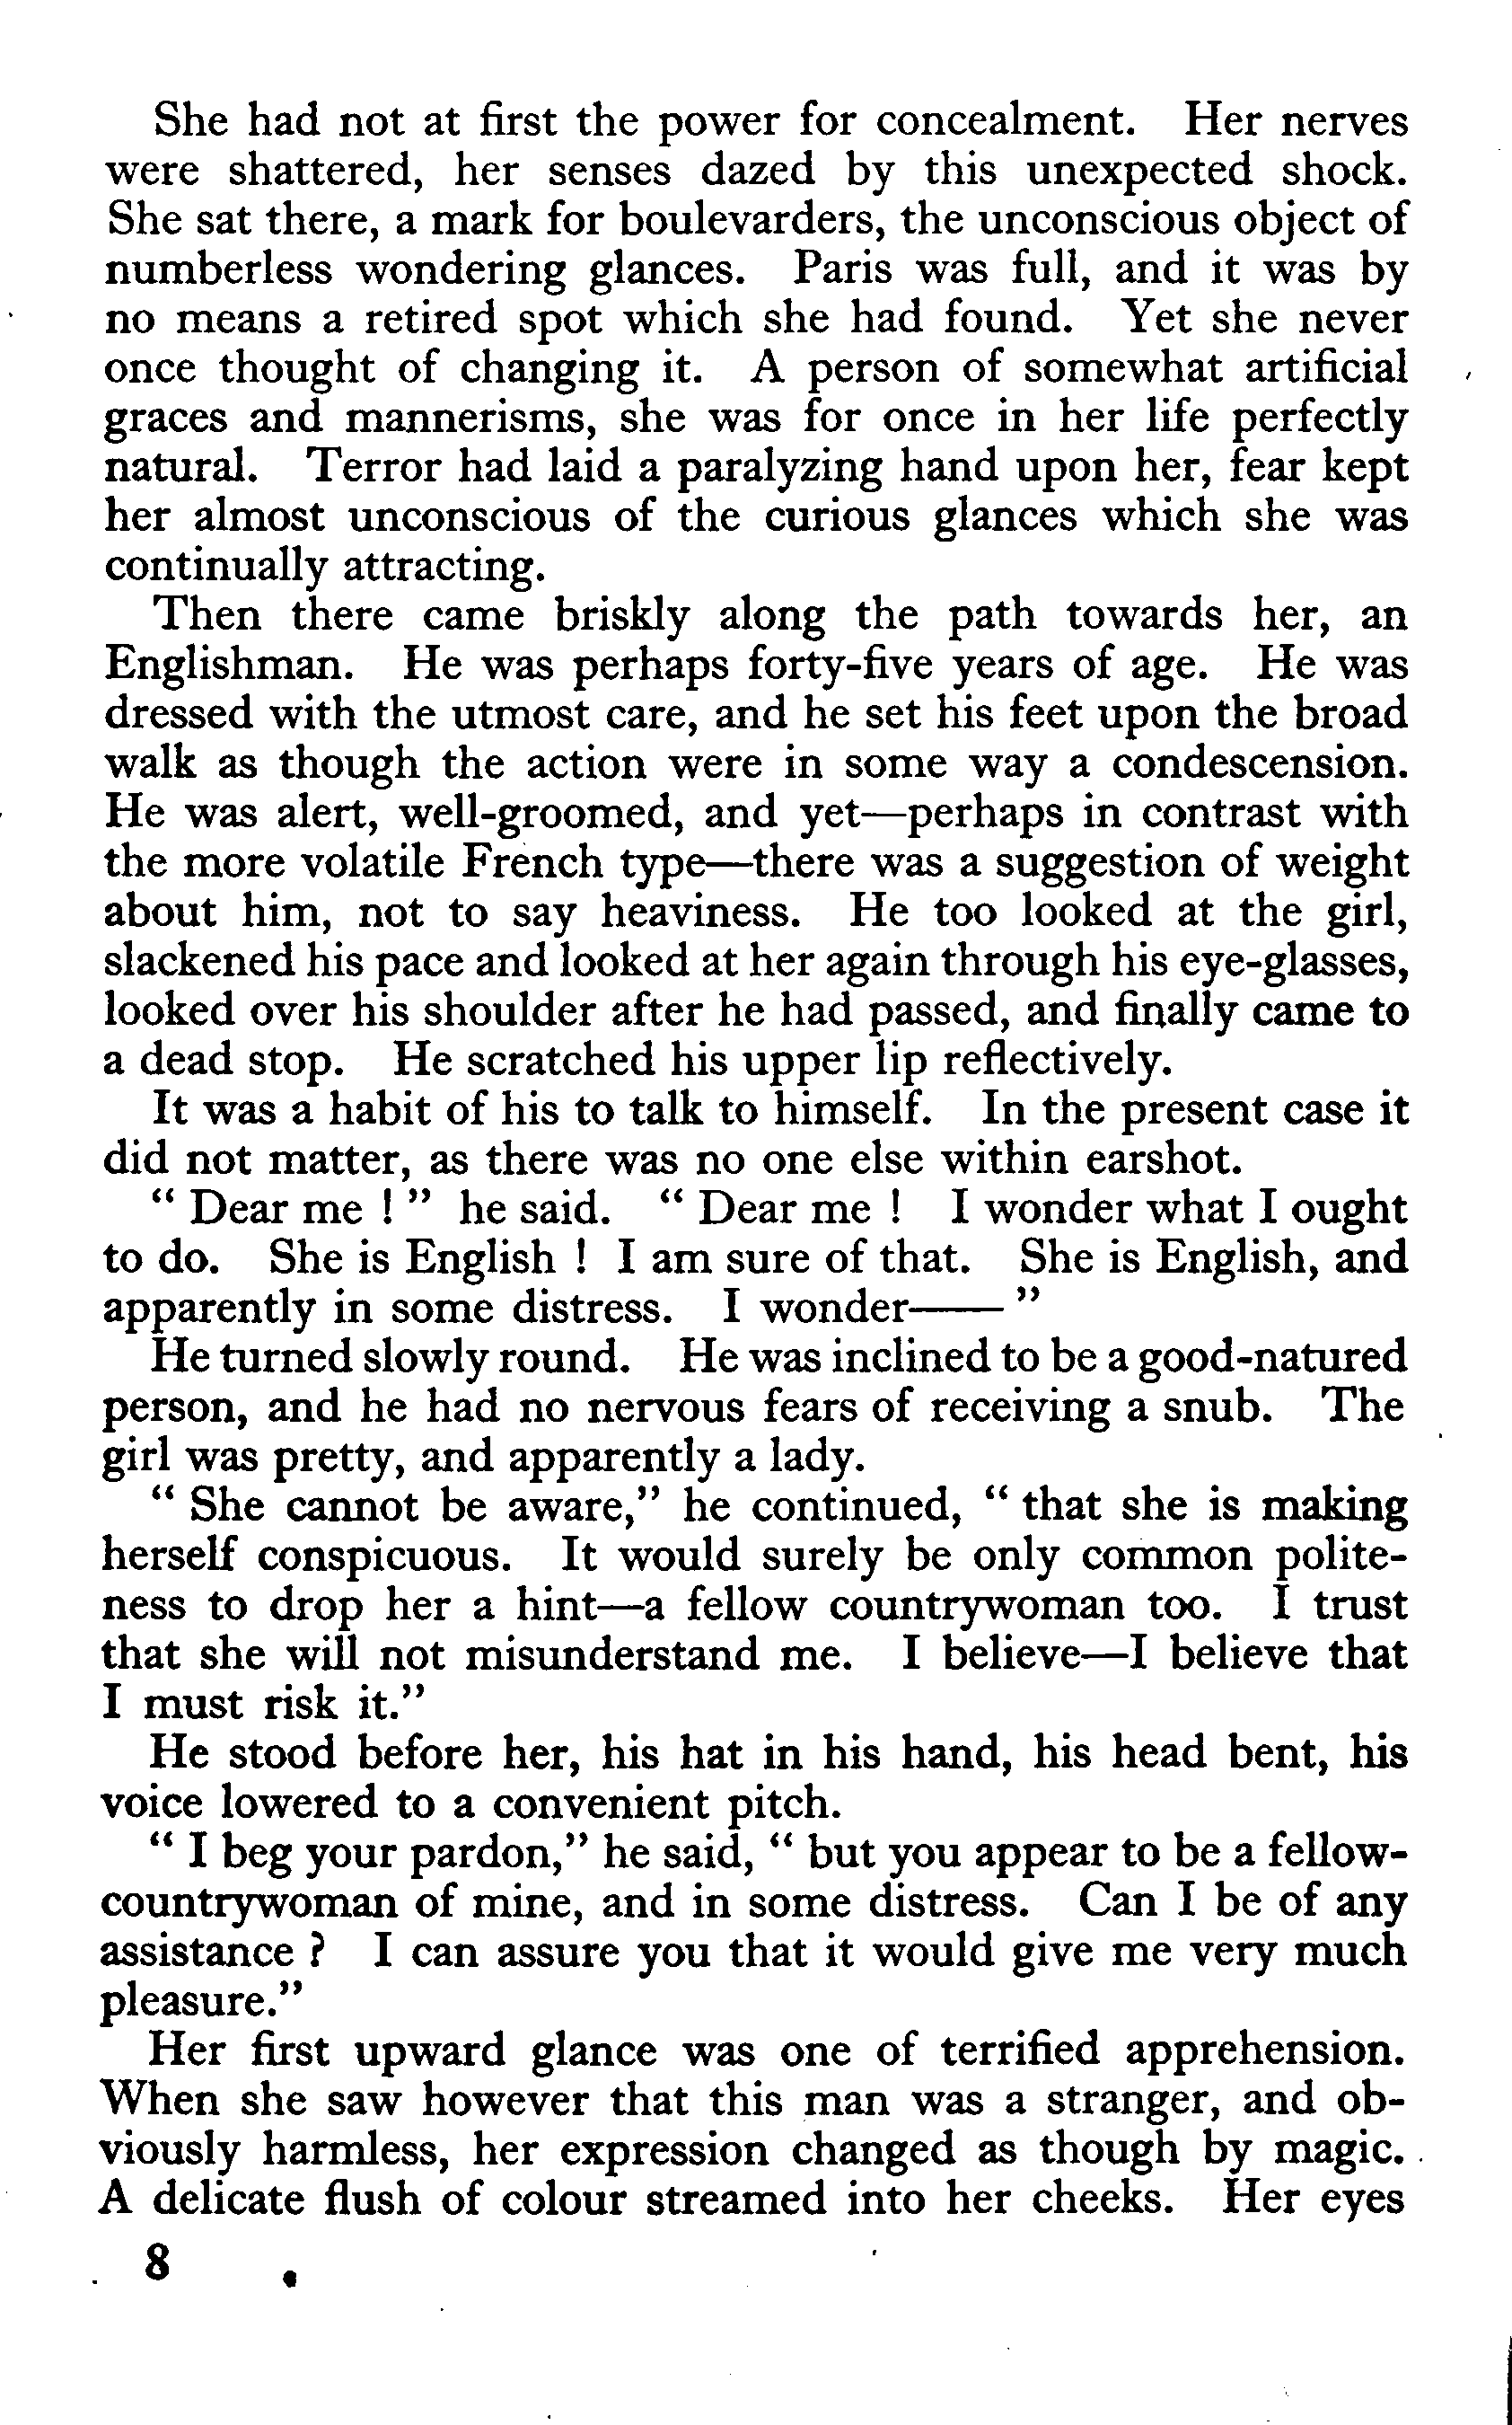 She had not at first the power for concealment. Her nerves
were shattered, her senses dazed by this unexpected shock.
She sat there, a mark for boulevarders, the unconscious object of
numberless wondering glances. Paris was full, and it was by
no means a retired spot which she had found. Yet she never
once thought of changing it. A person of somewhat artificial
graces and mannerisms, she was for once in her life perfectly
natural. Terror had laid a paralyzing hand upon her, fear kept
her almost unconscious of the curious glances which she was
continually attracting.
Then there came briskly along the path towards her, an
Englishman. He was perhaps forty-five years of age. He was
dressed with the utmost care, and he set his feet upon the broad
walk as though the action were in some way a condescension.
He was alert, well-groomed, and yet—perhaps in contrast with
the more volatile French type—there was a suggestion of weight
about him, not to say heaviness. He too looked at the girl,
slackened his pace and looked at her again through his eye-glasses,
looked over his shoulder after he had passed, and finally came to
a dead stop. He scratched his upper lip reflectively.
It was a habit of his to talk to himself. In the present case it
did not matter, as there was no one else within earshot.
“ Dear me ! ” he said. “ Dear me ! I wonder what I ought
to do. She is English ! I am sure of that. She is English, and
apparently in some distress. I wonder—— ”
He turned slowly round. He was inclined to be a good-natured
person, and he had no nervous fears of receiving a snub. The
girl was pretty, and apparently a lady.
“ She cannot be aware,” he continued, “ that she is making
herself conspicuous. It would surely be only common polite-
ness to drop her a hint—a fellow countrywoman too. I trust
that she will not misunderstand me. I believe—I believe that
I must risk it.”
He stood before her, his hat in his hand, his head bent, his
voice lowered to a convenient pitch.
“ I beg your pardon,” he said, “ but you appear to be a fellow-
countrywoman of mine, and in some distress. Can I be of any
assistance ? I can assure you that it would give me very much
pleasure.”
Her first upward glance was one of terrified apprehension.
When she saw however that this man was a stranger, and ob-
viously harmless, her expression changed as though by magic.
A delicate flush of colour streamed into her cheeks. Her eyes
8